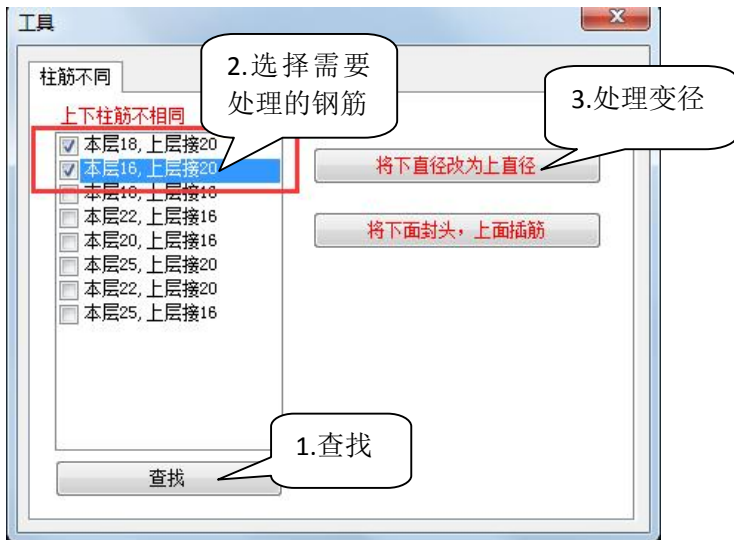 工具
x
柱筋不同
2.选择需要
处理的钢筋
3.处理变径
上下柱筋不相同
本层18,上层接20
本层16,上层接20
本层22,上层接16
本层20,上层接16
本层25,上层接20
本层22,上层接20
本层25,上层接16
将下直径改为上直径
将下面封头，上面插筋
1.查找
查找